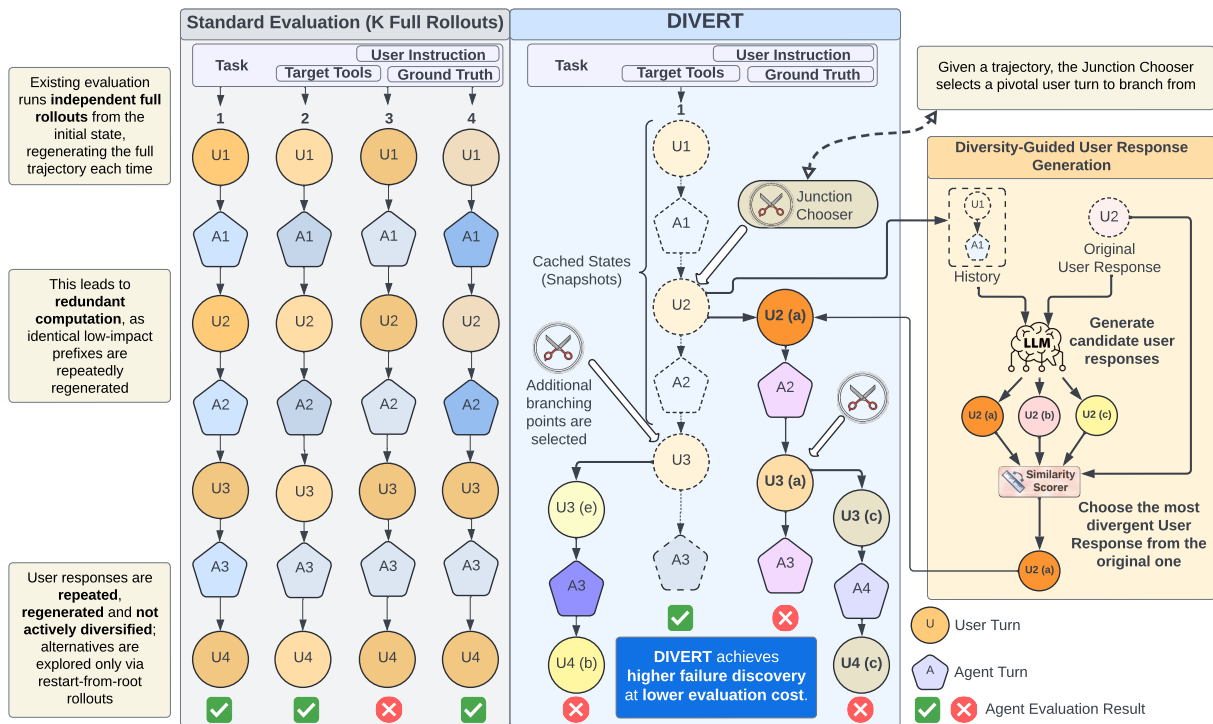 Standard Evaluation (K Full Rollouts)
DIVERT
Existing evaluation
runs independent full
rollouts from the
initial state,
regenerating the full
trajectory each time
This leads to
redundant
computation, as
identical low-impact
prefixes are
repeatedly
regenerated
User responses are
repeated,
regenerated and not
actively diversified;
alternatives are
explored only via
restart-from-root
rollouts
Task
User Instruction
Target Tools
Ground Truth
1
2
3
4
U1
U1
U1
U1
A1
A1
A1
A1
U2
U2
U2
U2
A2
A2
A2
A2
U3
U3
U3
U3
A3
A3
A3
A3
U4
U4
U4
U4
Task
User Instruction
Target Tools
Ground Truth
1
U1
A1
Junction
Chooser
Cached States
(Snapshots)
U2
U2 (a)
A2
A2
Additional
branching
points are
selected
U3
U3 (a)
U3 (e)
U3 (c)
A3
A3
A3
A4
U4 (b)
U4 (c)
DIVERT achieves
higher failure discovery
at lower evaluation cost.
Given a trajectory, the Junction Chooser
selects a pivotal user turn to branch from
Diversity-Guided User Response
Generation
U1
A1
History
U2
Original
User Response
LLM
Generate
candidate user
responses
U2 (a)
U2 (b)
U2 (c)
Similarity
Scorer
Choose the most
divergent User
Response from the
original one
U2 (a)
U
User Turn
A
Agent Turn
Agent Evaluation Result